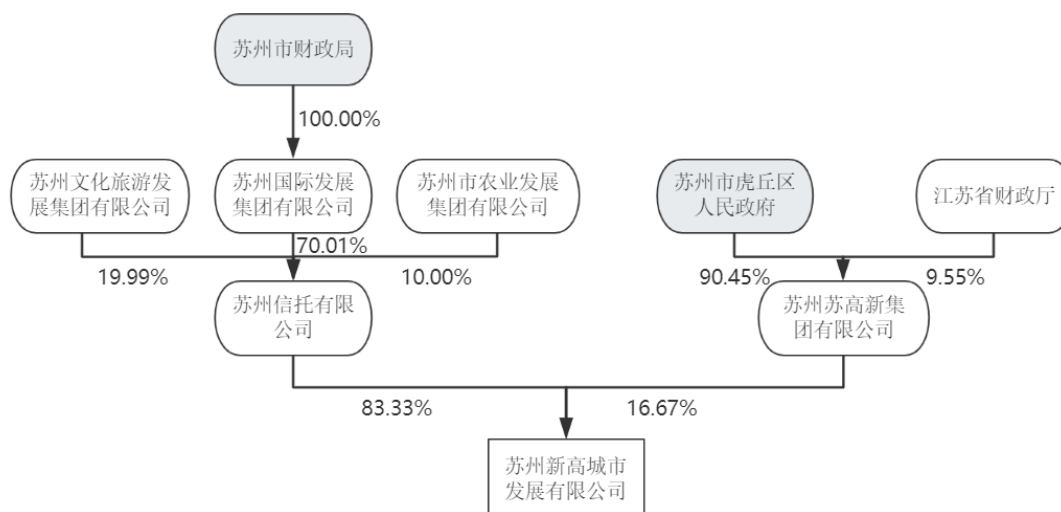 苏州市财政局
100.00%
苏州文化旅游发
展集团有限公司
苏州国际发展
集团有限公司
苏州市农业发展
集团有限公司
苏州市虎丘区
人民政府
江苏省财政厅
70.01%
19.99%
10.00%
90.45%
9.55%
苏州信托有限
公司
苏州苏高新集
团有限公司
83.33%
16.67%
苏州新高城市
发展有限公司